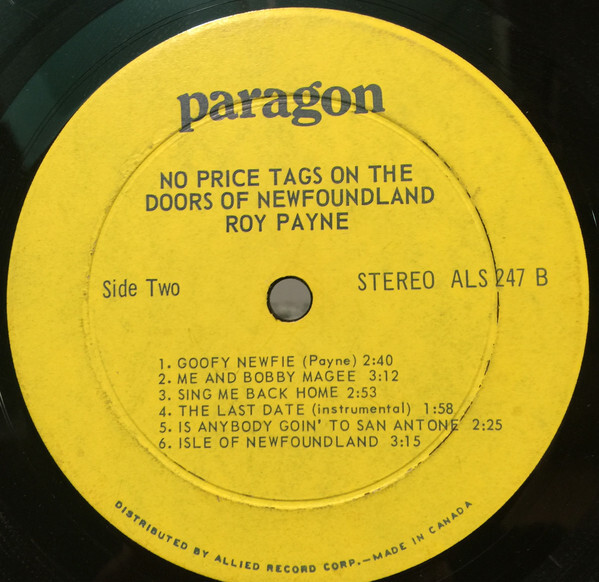 paragon
NO PRICE TAGS ON THE
DOORS OF NEWFOUNDLAND
ROY PAYNE
Side Two
STEREO ALS 247 B
1. GOOFY NEWFIE (Payne) 2:40
2. ME AND BOBBY MAGEE 3:12
3. SING ME BACK HOME 2:53
4. THE LAST DATE (instrumental) 1:58
5. IS ANYBODY GOIN' TO SAN ANTONE 2:25
6. ISLE OF NEWFOUNDLAND 3:15
DISTRIBUTED BY ALLIED RECORD CORP.—MADE IN CANADA